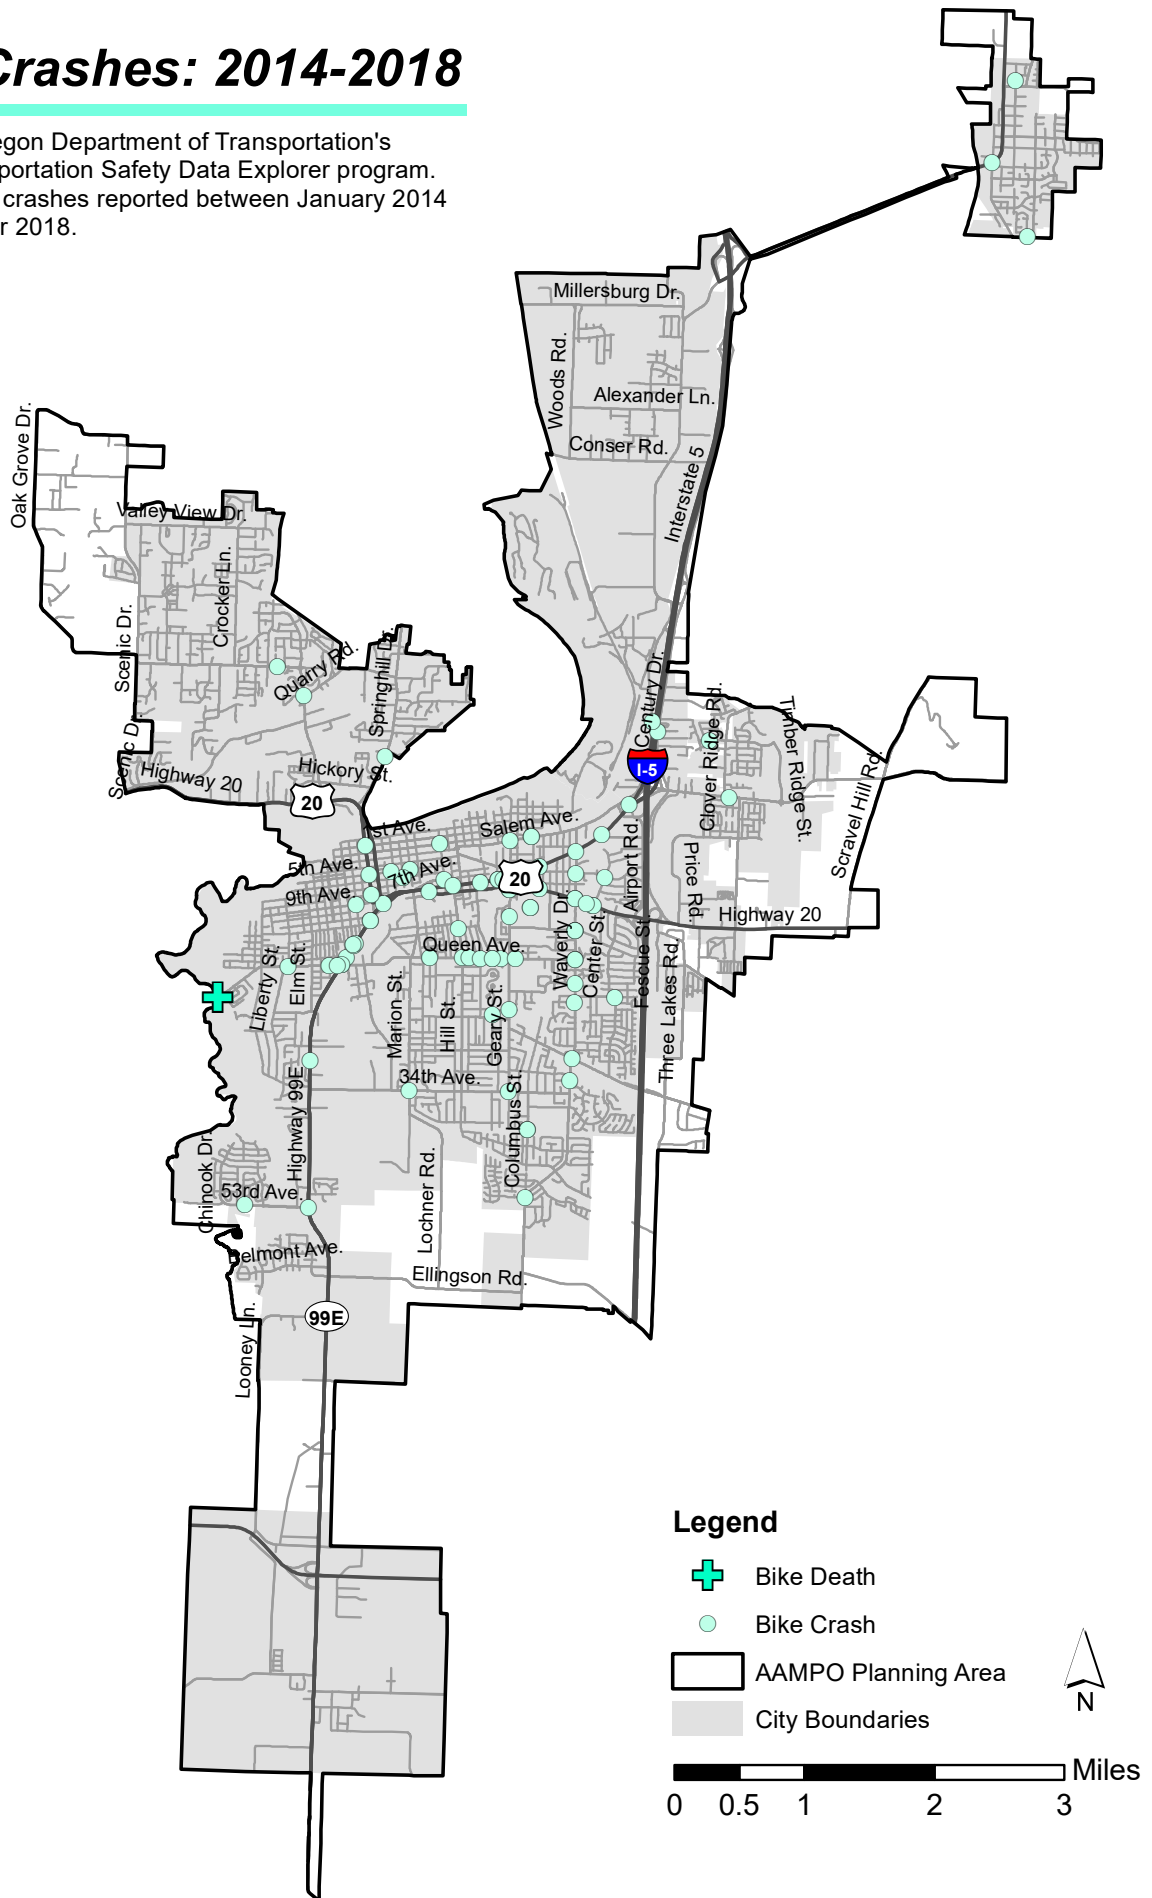 Crashes: 2014-2018
egon Department of Transportation's
portation Safety Data Explorer program.
crashes reported between January 2014
r 2018.
Millersburg Dr.
Woods Rd.
Alexander Ln.
Conser Rd.
Interstate 5
Oak Grove Dr.
Valley View Dr.
Crocker Ln.
Scenic Dr.
Quarry Rd.
Springhill Dr.
Century Dr.
Clover Ridge Rd.
Timber Ridge St.
Scravel Hill Rd.
Scenic Dr.
Highway 20
Hickory St.
20
I-5
1st Ave.
Salem Ave.
5th Ave.
7th Ave.
20
9th Ave.
Airport Rd.
Price Rd.
Highway 20
Queen Ave.
Waverly Dr.
Center St.
Fescue St.
Three Lakes Rd.
Liberty St.
Elm St.
Marion St.
Hill St.
Geary St.
34th Ave.
Highway 99E
Columbus St.
Chinook Dr.
53rd Ave.
Lochner Rd.
Belmont Ave.
Ellingson Rd.
99E
Looney Ln.
Legend
Bike Death
Bike Crash
AAMPO Planning Area
City Boundaries
N
Miles
0 0.5 1 2 3